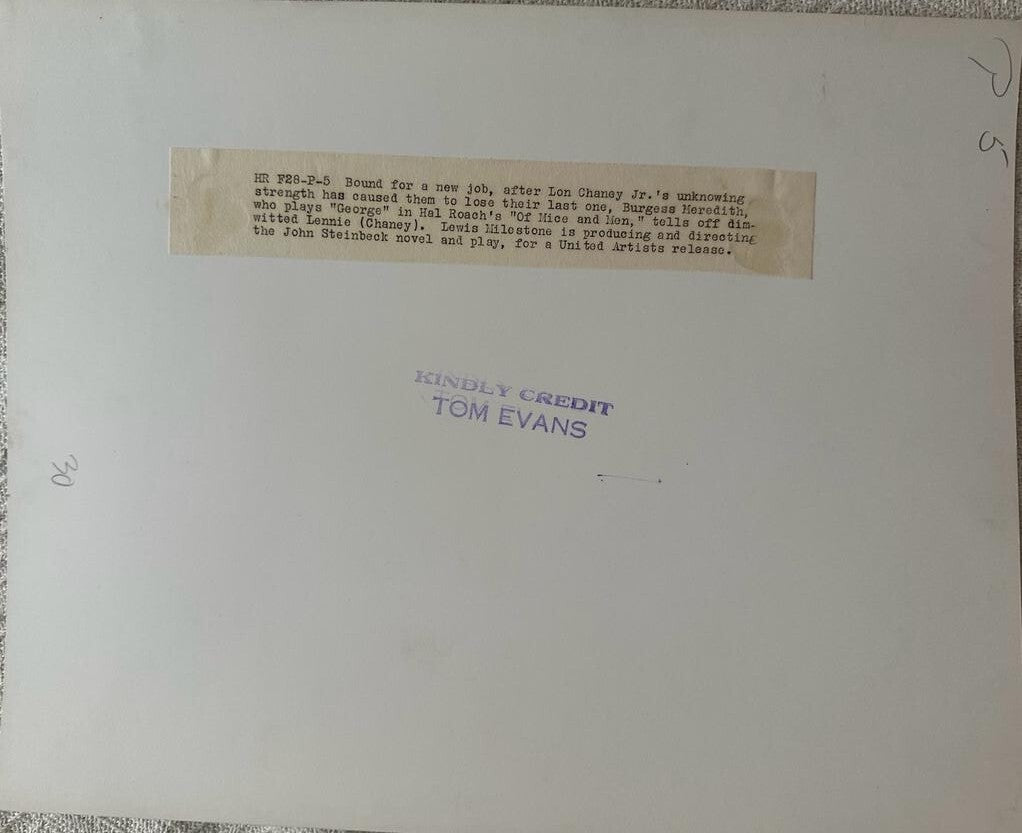 P 5
HR F28-P-5 Bound for a new job, after Lon Chaney Jr.'s unknowing
strength has caused them to lose their last one, Burgess Meredith,
who plays "George" in Hal Roach's "Of Mice and Men," tells off dim-
witted Lennie (Chaney). Lewis Milestone is producing and directing
the John Steinbeck novel and play, for a United Artists release.
KINDLY CREDIT
TOM EVANS
30